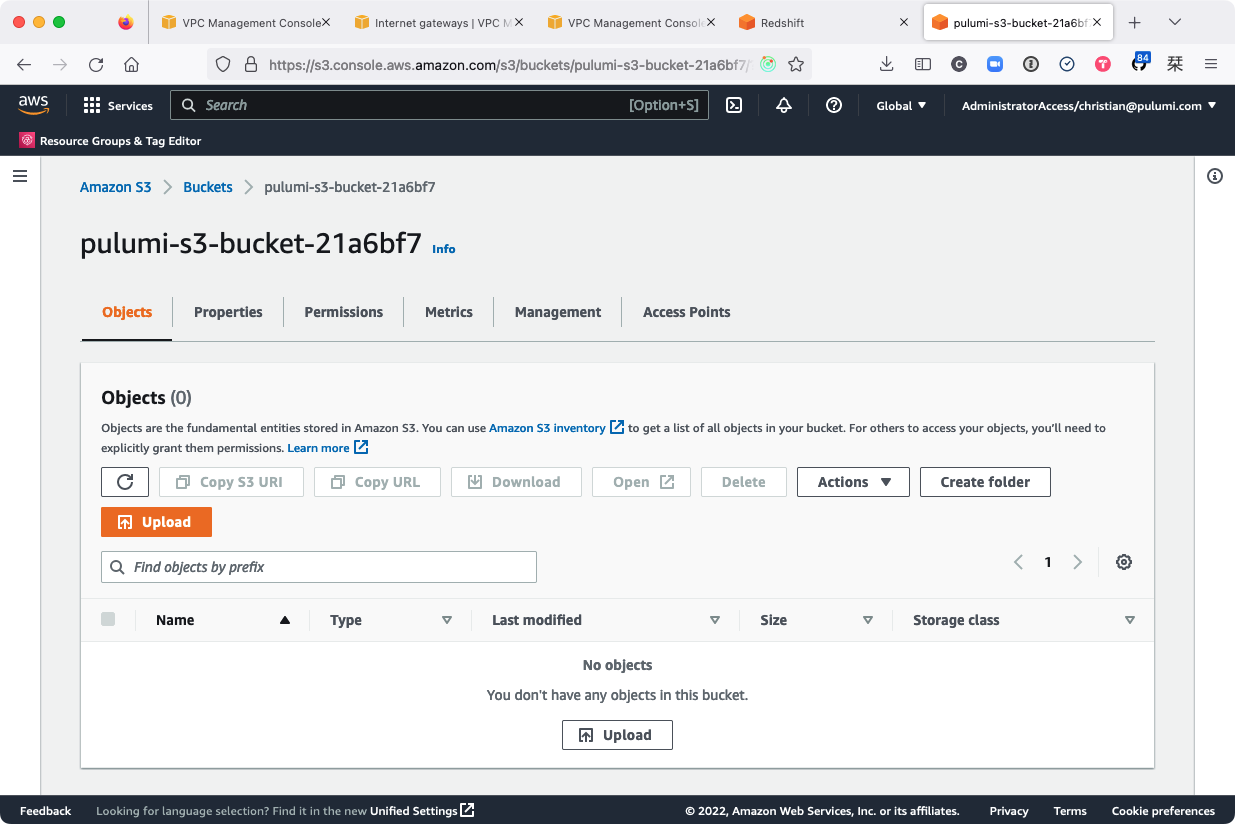 VPC Management Console
Internet gateways | VPC M
VPC Management Consol
Redshift
pulumi-s3-bucket-21a6bf
https://s3.console.aws.amazon.com/s3/buckets/pulumi-s3-bucket-21a6bf7/
84
aws
Services
Search
[Option+S]
Global
AdministratorAccess/christian@pulumi.com
Resource Groups & Tag Editor
Amazon S3
Buckets
pulumi-s3-bucket-21a6bf7
pulumi-s3-bucket-21a6bf7 Info
Objects
Properties
Permissions
Metrics
Management
Access Points
Objects (0)
Objects are the fundamental entities stored in Amazon S3. You can use Amazon S3 inventory to get a list of all objects in your bucket. For others to access your objects, you'll need to
explicitly grant them permissions. Learn more
Copy S3 URI
Copy URL
Download
Open
Delete
Actions
Create folder
Upload
Find objects by prefix
1
Name
Type
Last modified
Size
Storage class
No objects
You don't have any objects in this bucket.
Upload
Feedback
Looking for language selection? Find it in the new Unified Settings
© 2022, Amazon Web Services, Inc. or its affiliates.
Privacy
Terms
Cookie preferences